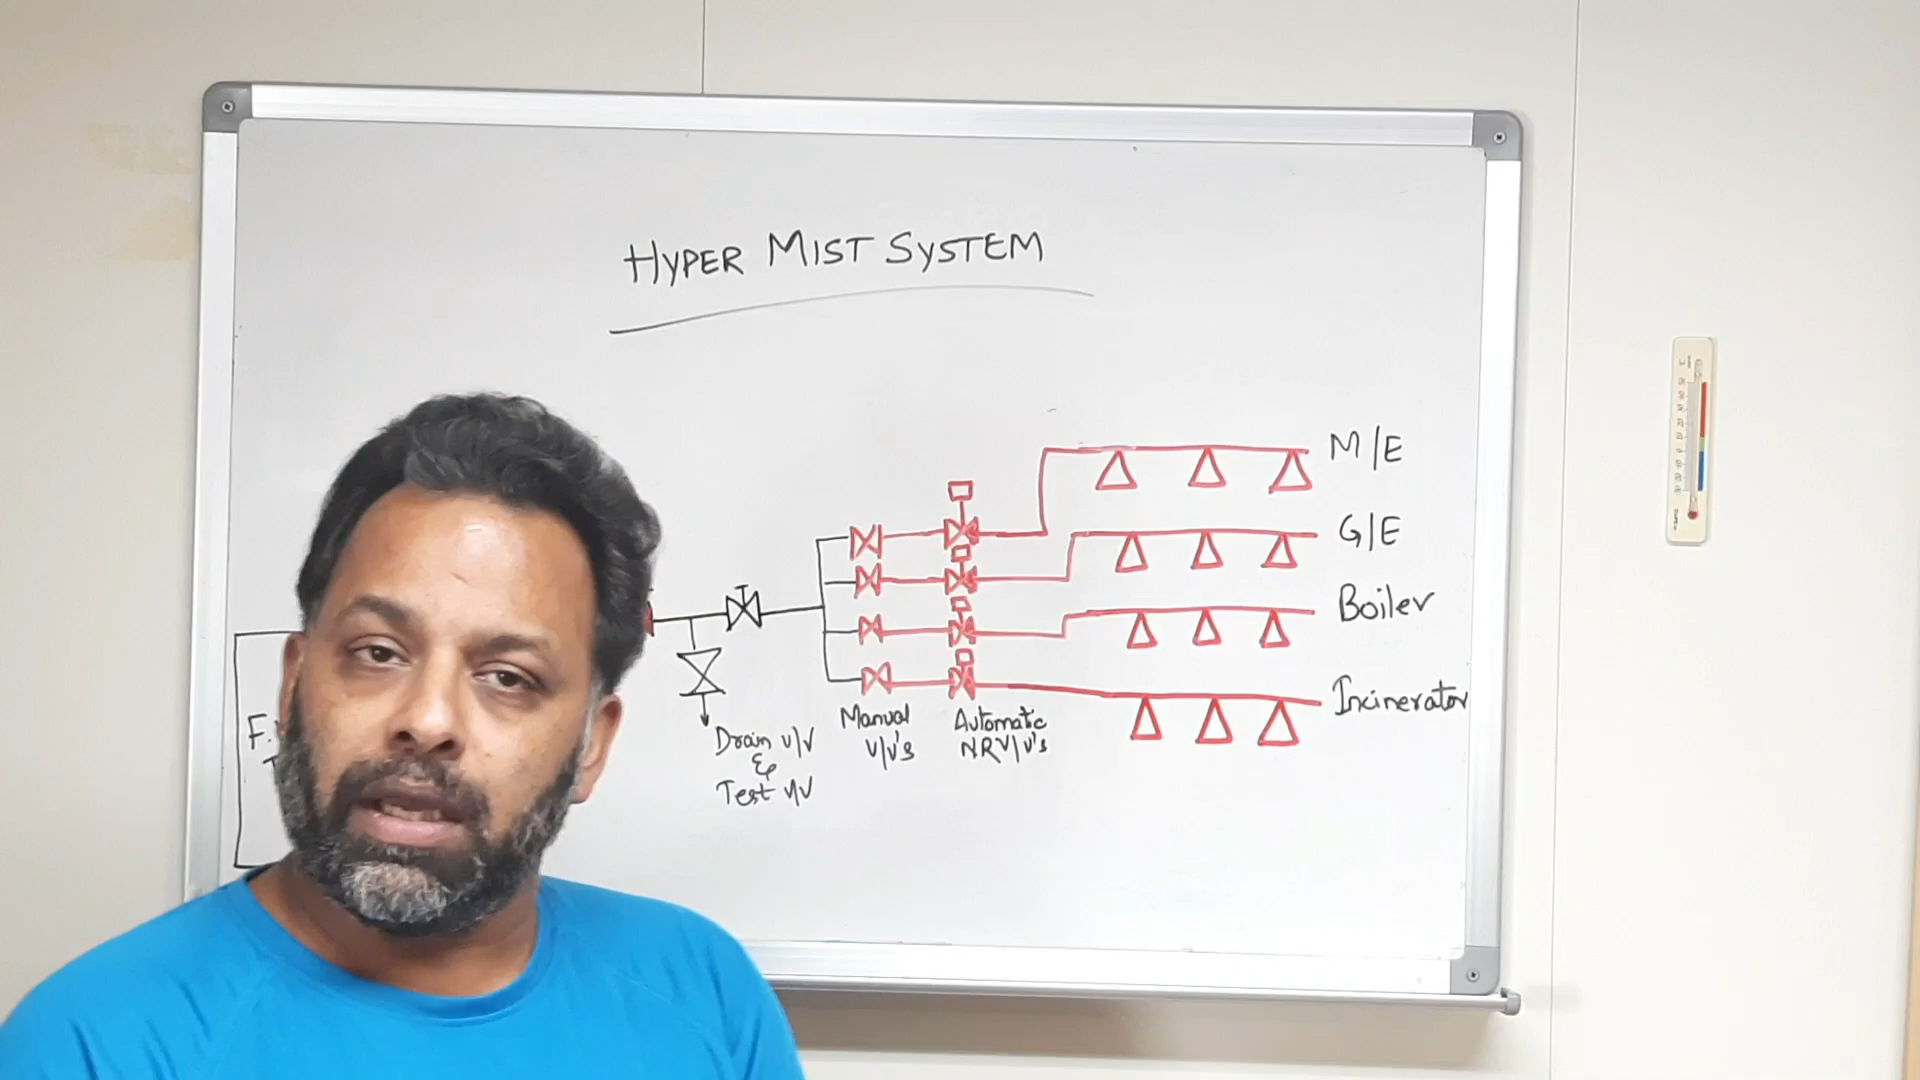 HYPER MIST SYSTEM
M/E
G/E
Boiler
Incinerator
F.
Manual
V/V's
Automatic
NRV/V's
Drain V/V
&
Test V/V